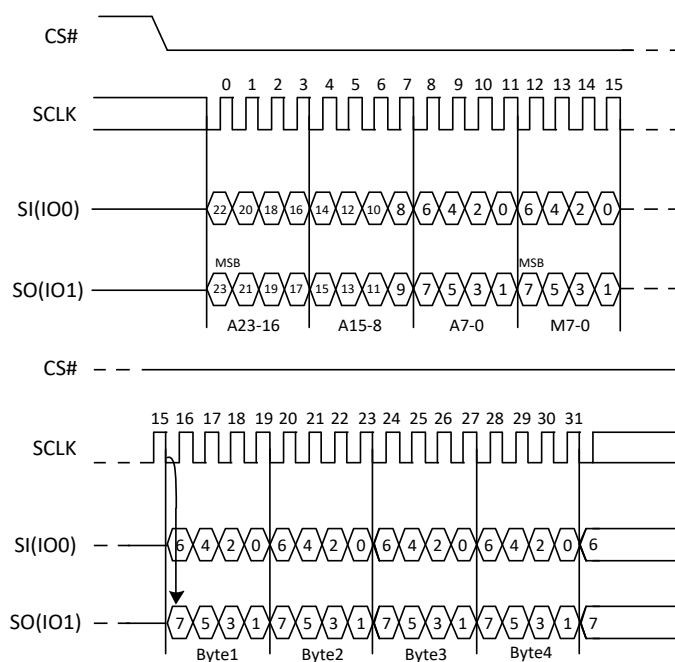 CS#
0 1 2 3 4 5 6 7 8 9 10 11 12 13 14 15
SCLK
SI(IO0) 22 20 18 16 14 12 10 8 6 4 2 0 6 4 2 0
MSB MSB
SO(IO1) 23 21 19 17 15 13 11 9 7 5 3 1 7 5 3 1
A23-16 A15-8 A7-0 M7-0
CS#
15 16 17 18 19 20 21 22 23 24 25 26 27 28 29 30 31
SCLK
SI(IO0) 6 4 2 0 6 4 2 0 6 4 2 0 6 4 2 0 6
SO(IO1) 7 5 3 1 7 5 3 1 7 5 3 1 7 5 3 1 7
Byte1 Byte2 Byte3 Byte4